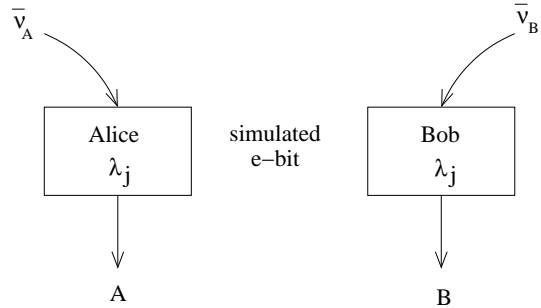 ν̄_A ν̄_B
Alice simulated Bob
λ_j e−bit λ_j
A B